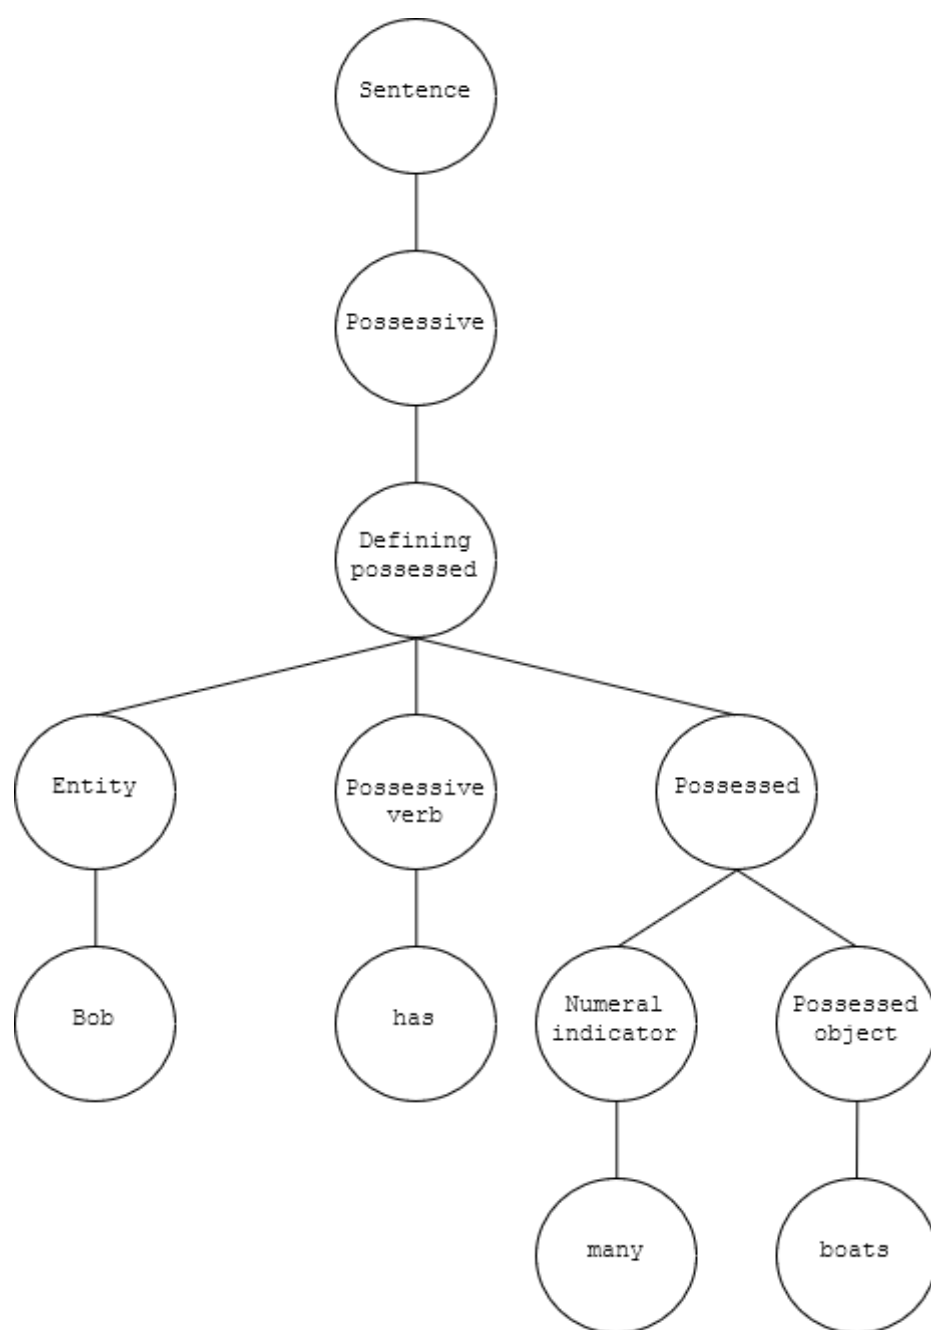 Sentence
Possessive
Defining
possessed
Entity
Possessive
verb
Possessed
Bob
has
Numeral
indicator
Possessed
object
many
boats